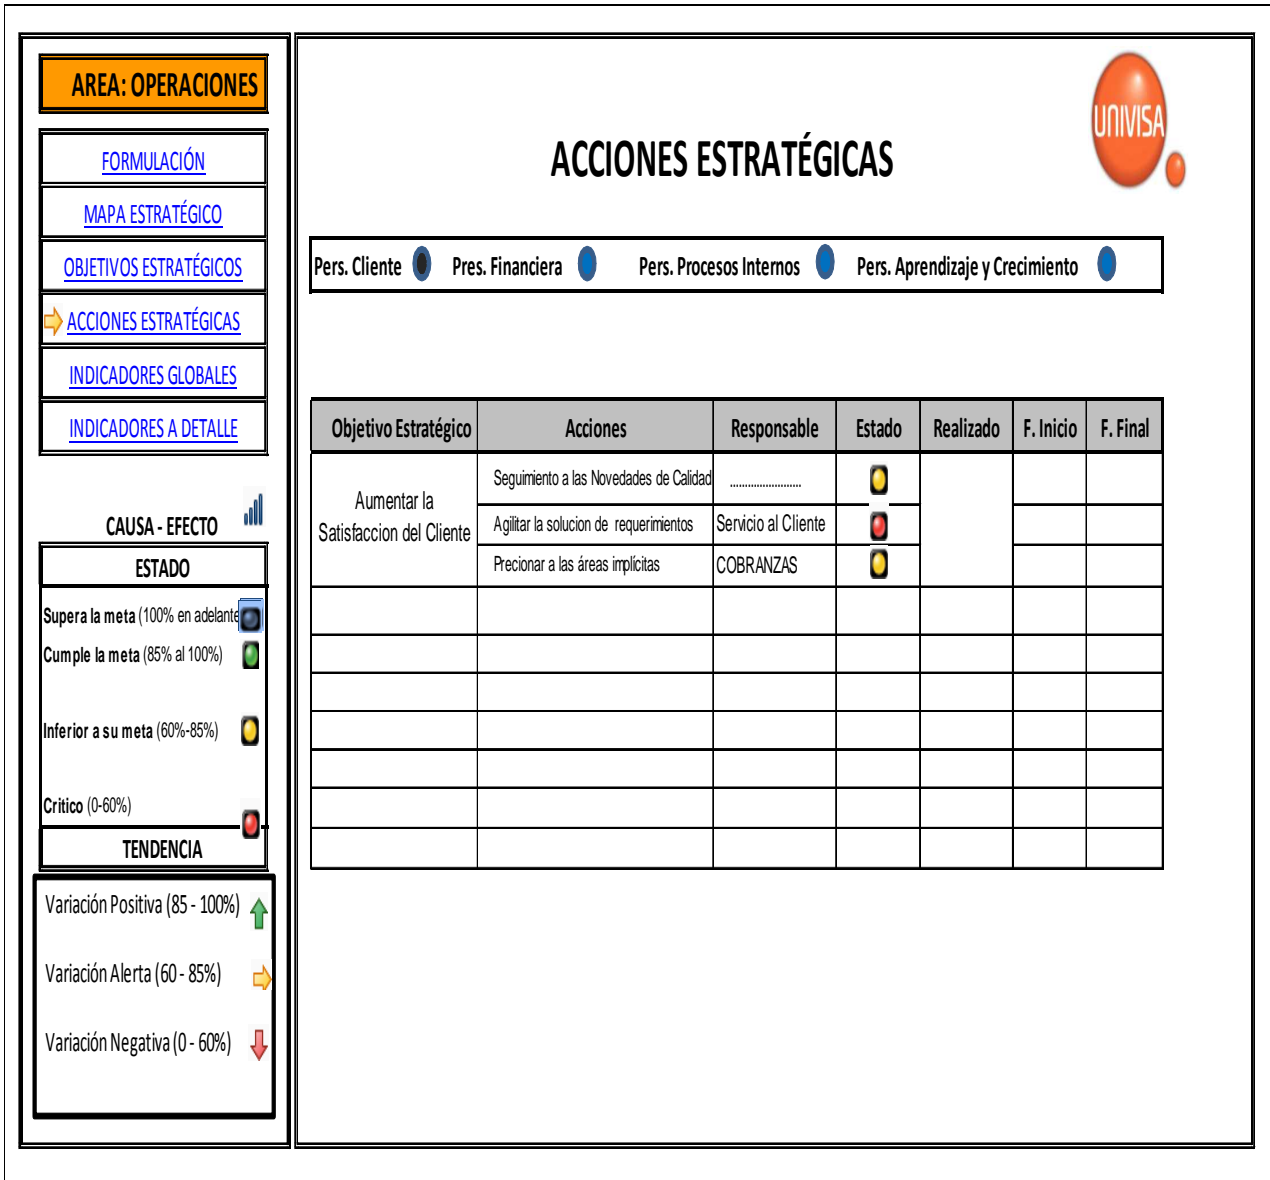 AREA: OPERACIONES
FORMULACIÓN
MAPA ESTRATÉGICO
OBJETIVOS ESTRATÉGICOS
ACCIONES ESTRATÉGICAS
INDICADORES GLOBALES
INDICADORES A DETALLE
CAUSA - EFECTO
ESTADO
Supera la meta (100% en adelante
Cumple la meta (85% al 100%)
Inferior a su meta (60%-85%)
Critico (0-60%)
TENDENCIA
Variación Positiva (85 - 100%)
Variación Alerta (60 - 85%)
Variación Negativa (0 - 60%)
UNIVISA
ACCIONES ESTRATÉGICAS
Pers. Cliente Pres. Financiera Pers. Procesos Internos Pers. Aprendizaje y Crecimiento
Objetivo Estratégico Acciones Responsable Estado Realizado F. Inicio F. Final
Aumentar la
Satisfaccion del Cliente
Seguimiento a las Novedades de Calidad ........................
Agilitar la solucion de requerimientos Servicio al Cliente
Precionar a las áreas implícitas COBRANZAS